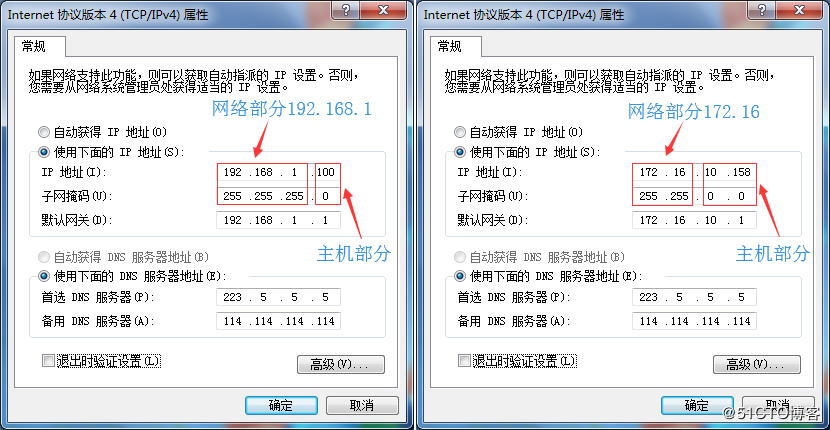 Internet 协议版本 4 (TCP/IPv4) 属性
常规
如果网络支持此功能，则可以获取自动指派的 IP 设置。否则，
您需要从网络系统管理员处获得适当的 IP 设置。
网络部分192.168.1
自动获得 IP 地址(O)
使用下面的 IP 地址(S):
IP 地址(I): 192 .168 . 1 .100
子网掩码(U): 255 .255 .255 . 0
默认网关(D): 192 .168 . 1 . 1
主机部分
自动获得 DNS 服务器地址(B)
使用下面的 DNS 服务器地址(E):
首选 DNS 服务器(P): 223 . 5 . 5 . 5
备用 DNS 服务器(A): 114 .114 .114 .114
退出时验证设置(L)
高级(V)...
确定 取消
Internet 协议版本 4 (TCP/IPv4) 属性
常规
如果网络支持此功能，则可以获取自动指派的 IP 设置。否则，
您需要从网络系统管理员处获得适当的 IP 设置。
网络部分172.16
自动获得 IP 地址(O)
使用下面的 IP 地址(S):
IP 地址(I): 172 . 16 . 10 .158
子网掩码(U): 255 .255 . 0 . 0
默认网关(D): 172 . 16 . 10 . 1
主机部分
自动获得 DNS 服务器地址(B)
使用下面的 DNS 服务器地址(E):
首选 DNS 服务器(P): 223 . 5 . 5 . 5
备用 DNS 服务器(A): 114 .114 .114 .114
退出时验证设置(L)
高级(V)...
确定 取消
@51CTO博客